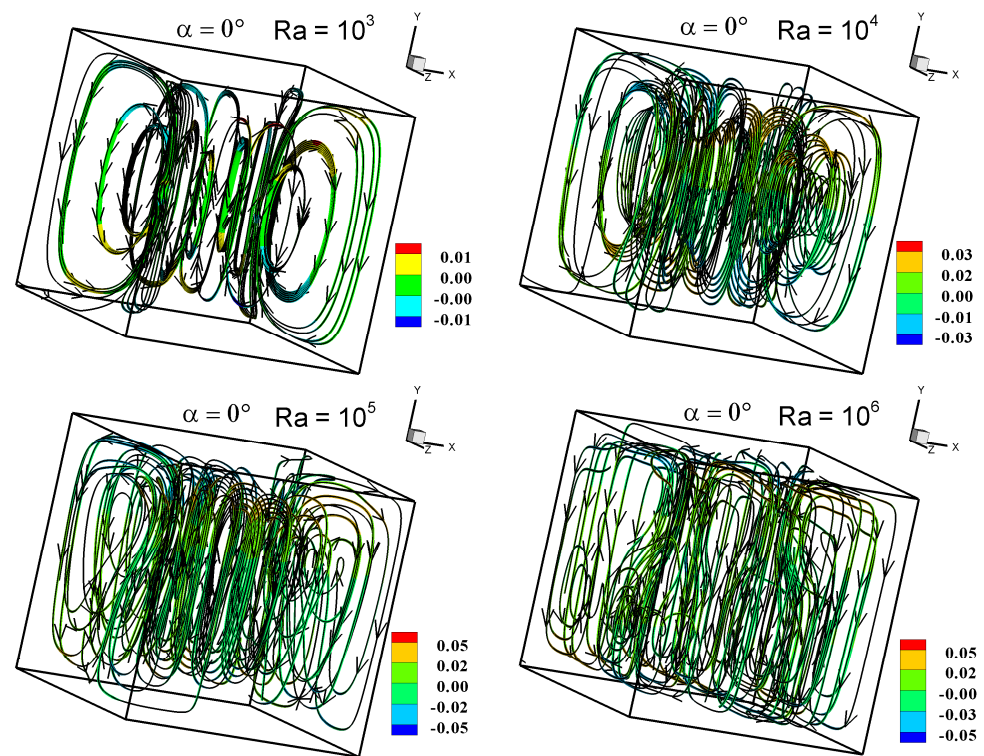 α = 0° Ra = 10³
Y
Z X
0.01
0.00
-0.00
-0.01
α = 0° Ra = 10⁴
Y
Z X
0.03
0.02
0.00
-0.01
-0.03
α = 0° Ra = 10⁵
Y
Z X
0.05
0.02
0.00
-0.02
-0.05
α = 0° Ra = 10⁶
Y
Z X
0.05
0.02
-0.00
-0.03
-0.05